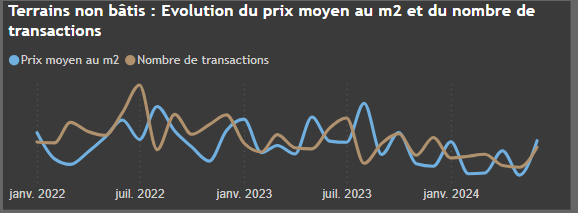 Terrains non bâtis : Evolution du prix moyen au m2 et du nombre de
transactions
Prix moyen au m2 Nombre de transactions
janv. 2022 juil. 2022 janv. 2023 juil. 2023 janv. 2024